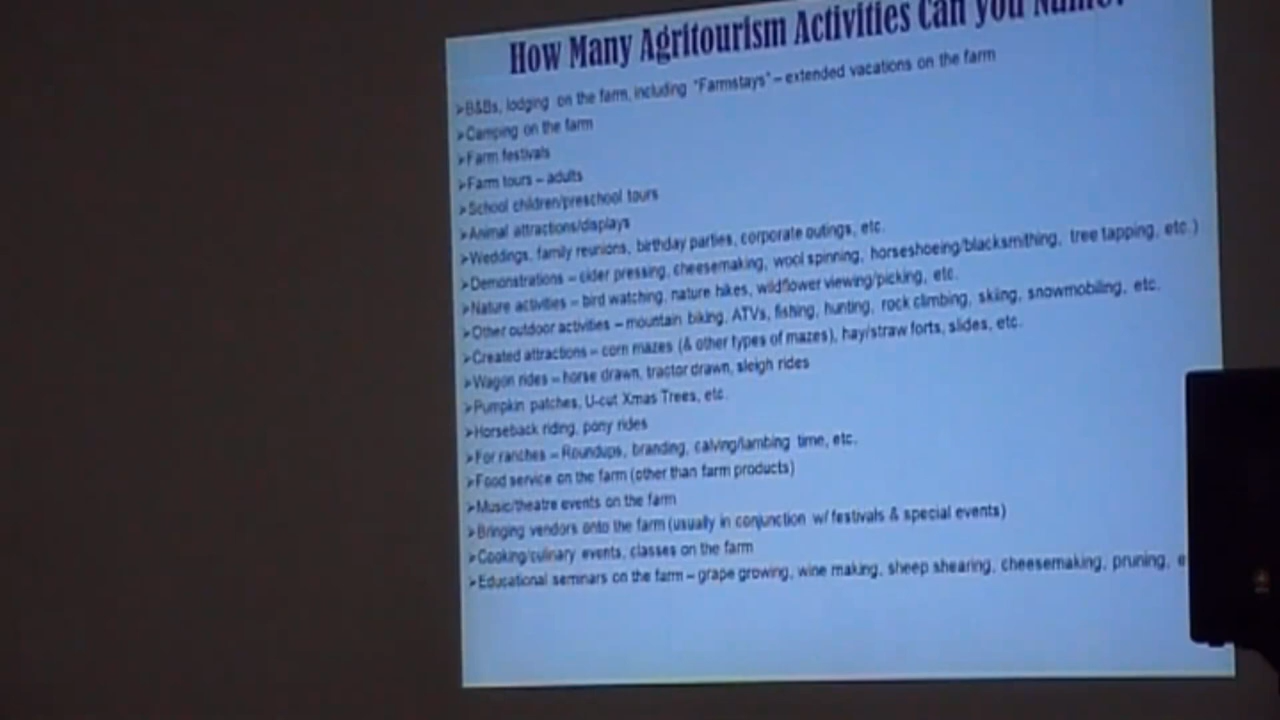 How Many Agritourism Activities Can you Name?
➢B&Bs, lodging on the farm, including "Farmstays" – extended vacations on the farm
➢Camping on the farm
➢Farm festivals
➢Farm tours – adults
➢School children/preschool tours
➢Animal attractions/displays
➢Weddings, family reunions, birthday parties, corporate outings, etc.
➢Demonstrations – cider pressing, cheesemaking, wool spinning, horseshoeing/blacksmithing, tree tapping, etc.)
➢Nature activities – bird watching, nature hikes, wildflower viewing/picking, etc.
➢Other outdoor activities – mountain biking, ATVs, fishing, hunting, rock climbing, skiing, snowmobiling, etc.
➢Created attractions – corn mazes (& other types of mazes), hay/straw forts, slides, etc.
➢Wagon rides – horse drawn, tractor drawn, sleigh rides
➢Pumpkin patches, U-cut Xmas Trees, etc.
➢Horseback riding, pony rides
➢For ranches – Roundups, branding, calving/lambing time, etc.
➢Food service on the farm (other than farm products)
➢Music/theatre events on the farm
➢Bringing vendors onto the farm (usually in conjunction w/ festivals & special events)
➢Cooking/culinary events, classes on the farm
➢Educational seminars on the farm – grape growing, wine making, sheep shearing, cheesemaking, pruning, e